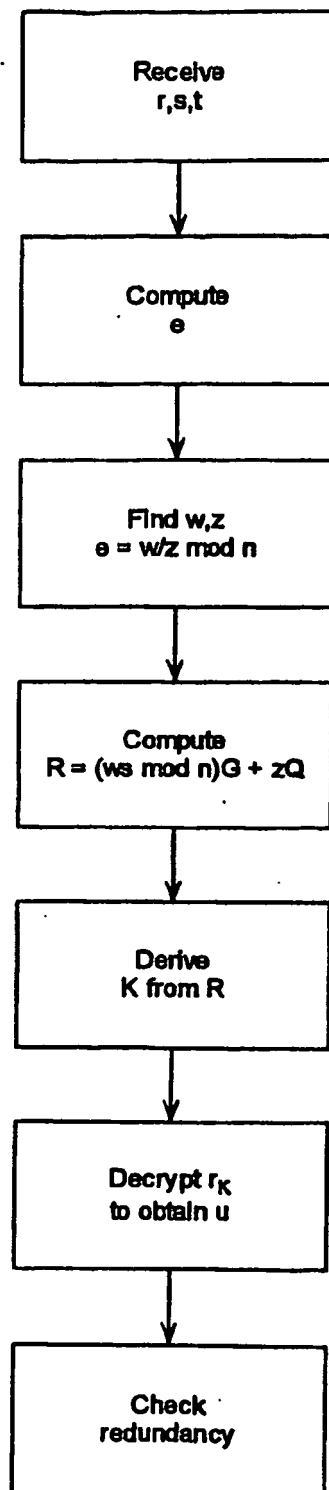 Receive
r,s,t
Compute
e
Find w,z
e = w/z mod n
Compute
R = (ws mod n)G + zQ
Derive
K from R
Decrypt r_K
to obtain u
Check
redundancy